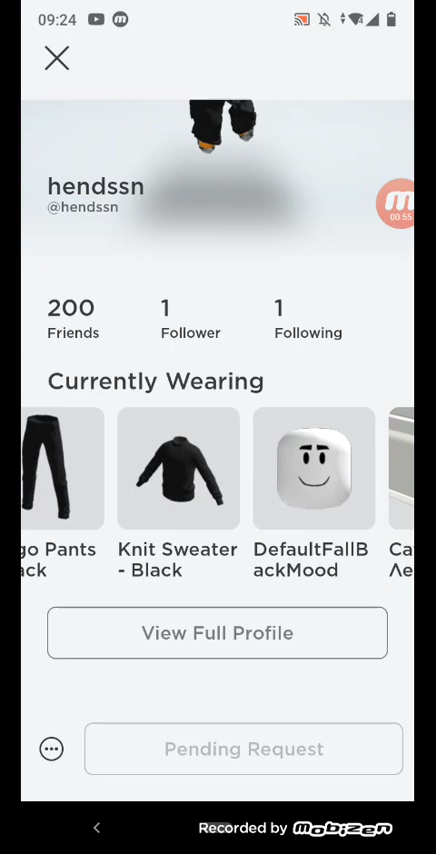 09:24
hendssn
@hendssn
00:55
200
Friends
1
Follower
1
Following
Currently Wearing
go Pants
ack
Knit Sweater
- Black
DefaultFallB
ackMood
Ca
View Full Profile
Pending Request
Recorded by mobizen